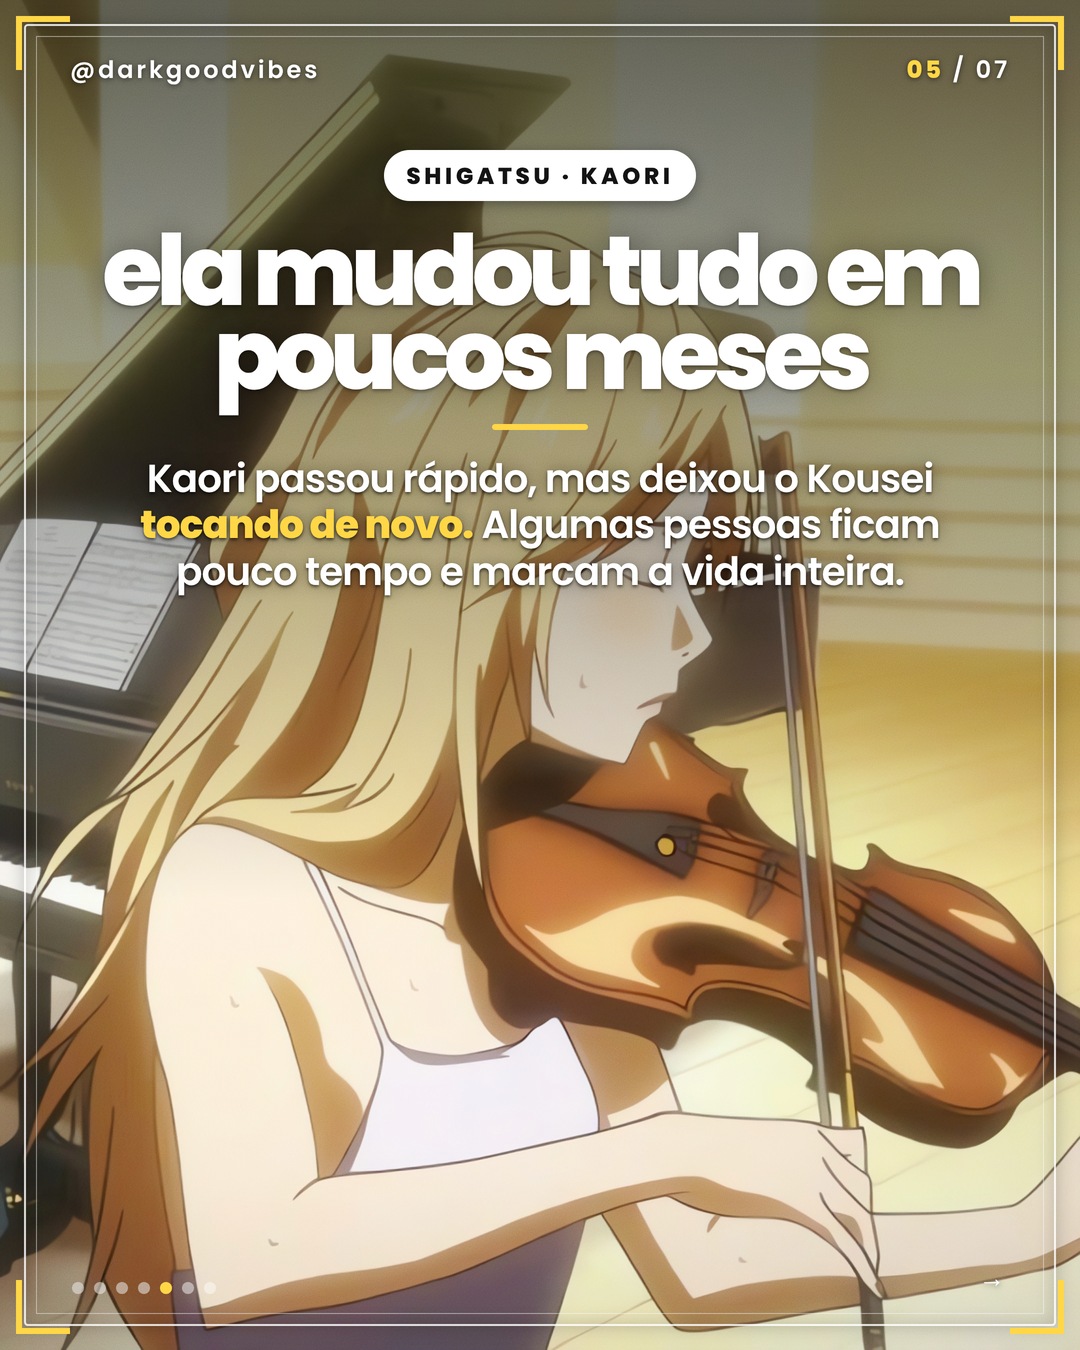 @darkgoodvibes
05 / 07
SHIGATSU · KAORI
ela mudou tudo em
poucos meses
Kaori passou rápido, mas deixou o Kousei
tocando de novo. Algumas pessoas ficam
pouco tempo e marcam a vida inteira.
→